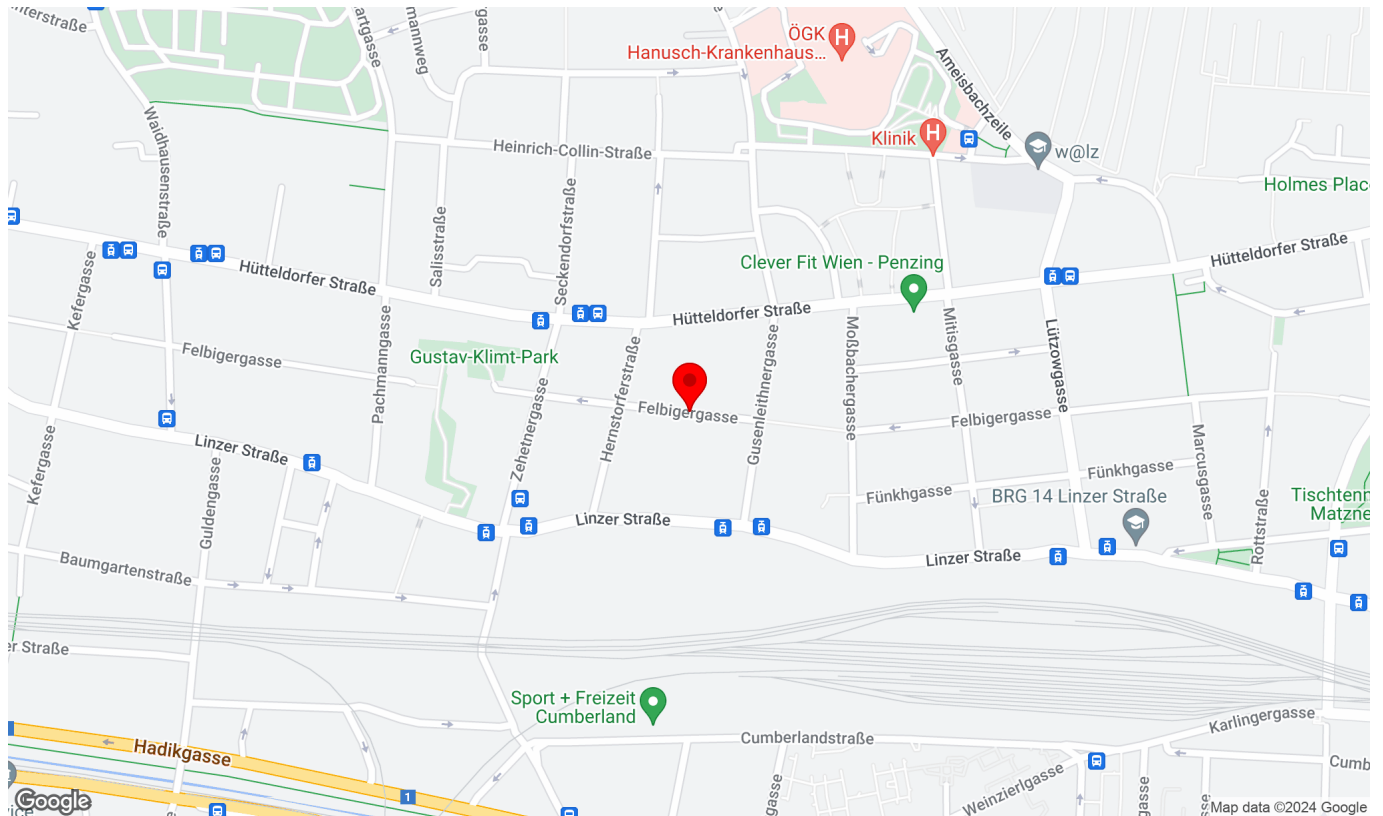 ÖGK
Hanusch-Krankenhaus...
Ameisbachzeile
Waidhausenstraße
Klinik
w@lz
Heinrich-Collin-Straße
Holmes Plac
Salisstraße
Seckendorfstraße
Hütteldorfer Straße
Kefergasse
Hütteldorfer Straße
Clever Fit Wien - Penzing
Hütteldorfer Straße
Mitisgasse
Moßbachergasse
Lützowgasse
Felbigergasse
Gustav-Klimt-Park
Pachmanngasse
Hernstorferstraße
Gusenleithnergasse
Zehetnergasse
Felbigergasse
Felbigergasse
Kefergasse
Linzer Straße
Guldengasse
Marcusgasse
Fünkhgasse
Fünkhgasse
BRG 14 Linzer Straße
Tischtenn
Matzne
Rottstraße
Linzer Straße
Linzer Straße
Baumgartenstraße
er Straße
Sport + Freizeit
Cumberland
Karlingergasse
Cumberlandstraße
Hadikgasse
Cumb
Weinzierlgasse
1
Google
Map data ©2024 Google